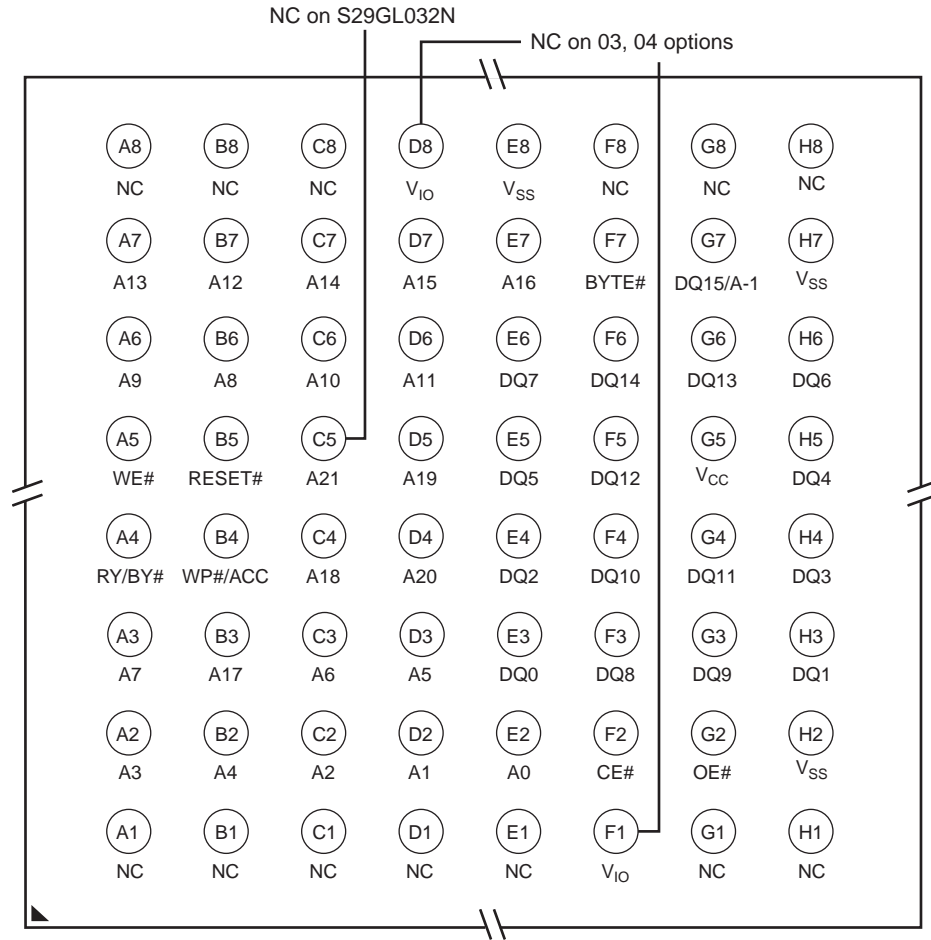 NC on S29GL032N
NC on 03, 04 options
A8 B8 C8 D8 E8 F8 G8 H8
NC NC NC VIO VSS NC NC NC
A7 B7 C7 D7 E7 F7 G7 H7
A13 A12 A14 A15 A16 BYTE# DQ15/A-1 VSS
A6 B6 C6 D6 E6 F6 G6 H6
A9 A8 A10 A11 DQ7 DQ14 DQ13 DQ6
A5 B5 C5 D5 E5 F5 G5 H5
WE# RESET# A21 A19 DQ5 DQ12 VCC DQ4
A4 B4 C4 D4 E4 F4 G4 H4
RY/BY# WP#/ACC A18 A20 DQ2 DQ10 DQ11 DQ3
A3 B3 C3 D3 E3 F3 G3 H3
A7 A17 A6 A5 DQ0 DQ8 DQ9 DQ1
A2 B2 C2 D2 E2 F2 G2 H2
A3 A4 A2 A1 A0 CE# OE# VSS
A1 B1 C1 D1 E1 F1 G1 H1
NC NC NC NC NC VIO NC NC